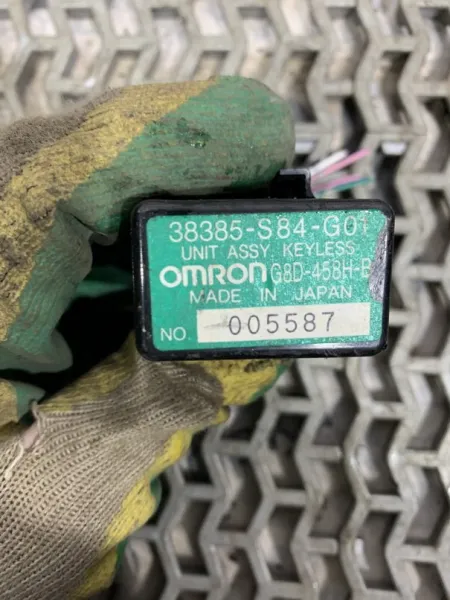 38385-S84-G01
UNIT ASSY KEYLESS
OMRON G8D-458H-B
MADE IN JAPAN
NO. 005587